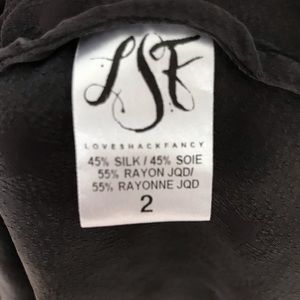 LSF
LOVESHACKFANCY
45% SILK / 45% SOIE
55% RAYON JQD/
55% RAYONNE JQD
2